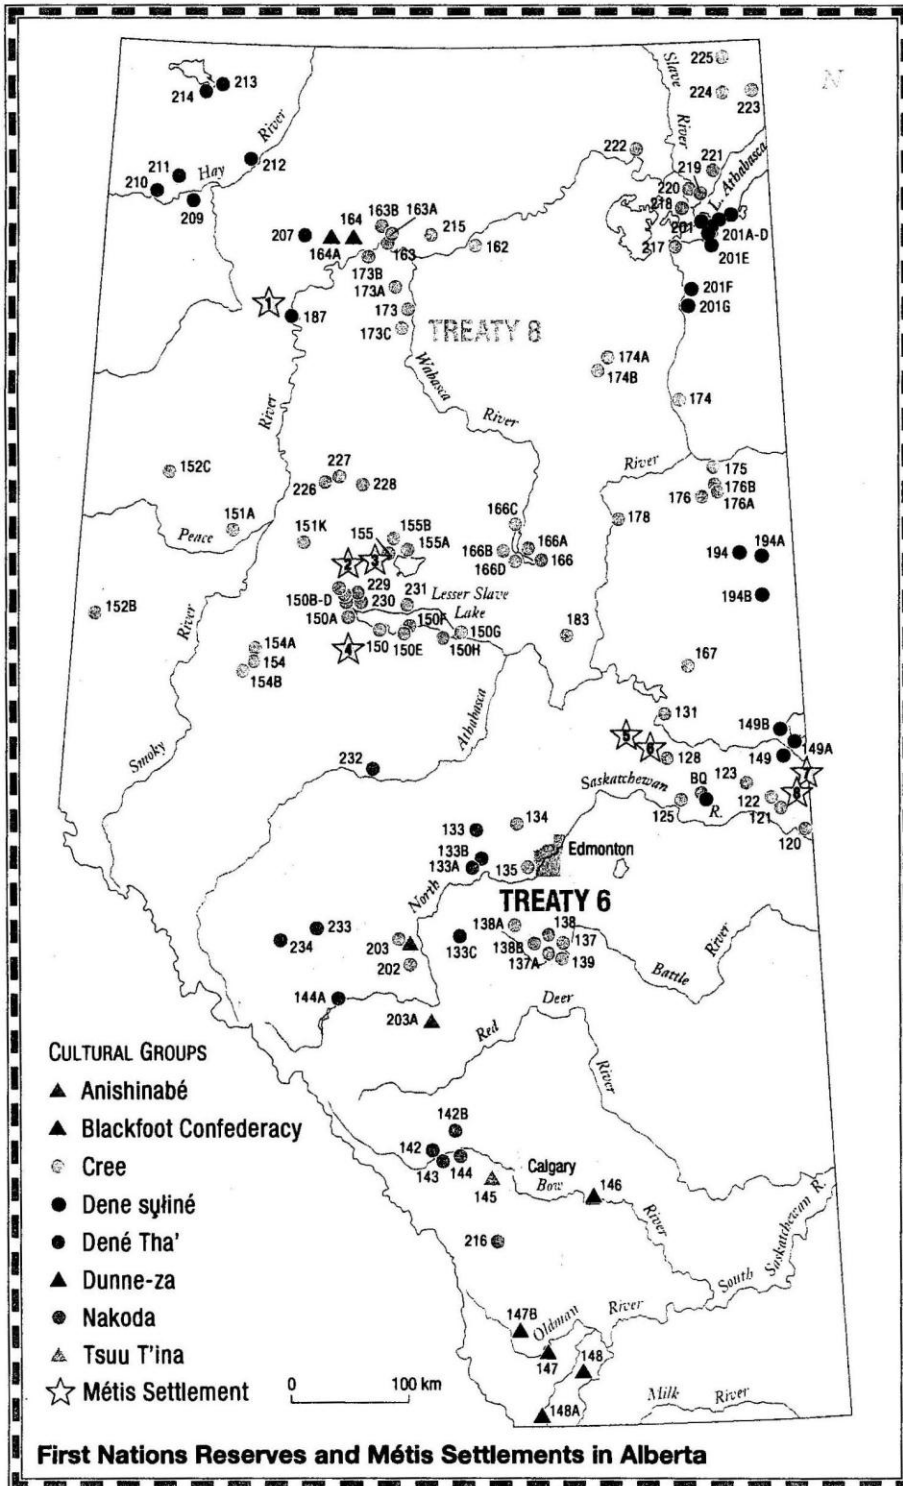 225
224
223
213
214
Slave
River
N
River
222
221
219
211
212
Hay
210
209
220
218
L. Athabasca
164
163B
163A
215
162
201
201A-D
207
164A
163
217
201E
173B
173A
201F
201G
1
187
173
TREATY 8
173C
174A
174B
Wabasca
River
174
River
152C
227
226
228
River
175
176B
176
176A
166C
178
151A
151K
155
155B
155A
166B
166A
166
166D
Peace
194
194A
2
3
194B
229
231
Lesser Slave
150B-D
230
Lake
152B
150A
150F
150G
183
River
154A
154
154B
4
150
150E
150H
167
Athabasca
131
149B
5
149A
6
149
Smoky
232
128
123
7
Saskatchewan
BQ
8
125
R.
122
121
120
133
134
133B
133A
135
Edmonton
North
TREATY 6
138A
138
233
234
203
133C
138B
137
137A
139
202
Battle
River
144A
203A
Deer
Red
River
CULTURAL GROUPS
Anishinabé
Blackfoot Confederacy
Cree
Dene sųłiné
Dené Tha'
Dunne-za
Nakoda
Tsuu T'ina
Métis Settlement
142B
142
143
144
Calgary
145
Bow
146
216
River
South
Saskatchewan R.
147B
Oldman
River
147
148
148A
Milk
River
0
100 km
First Nations Reserves and Métis Settlements in Alberta